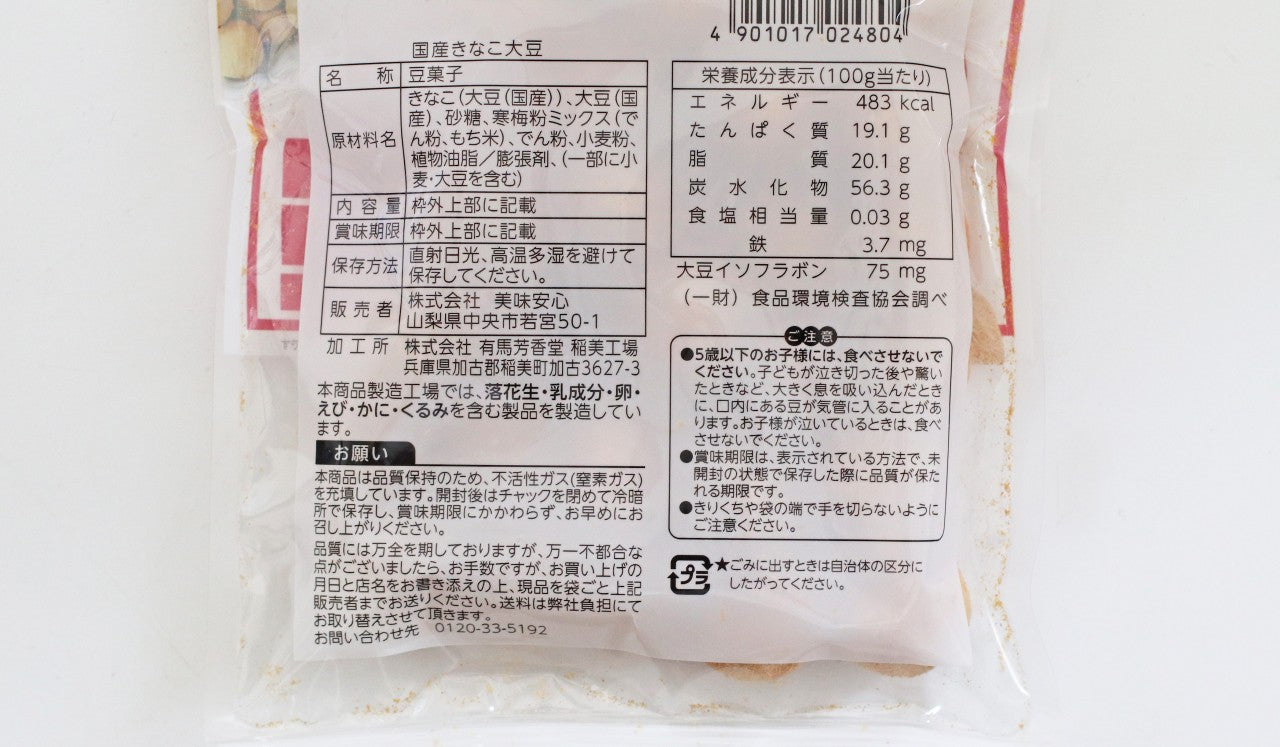 4 901017 024804
国産きなこ大豆
名称 豆菓子
原材料名 きなこ(大豆(国産))、大豆(国
産)、砂糖、寒梅粉ミックス(で
ん粉、もち米)、でん粉、小麦粉、
植物油脂/膨張剤、(一部に小
麦・大豆を含む)
内容量 枠外上部に記載
賞味期限 枠外上部に記載
保存方法 直射日光、高温多湿を避けて
保存してください。
販売者 株式会社 美味安心
山梨県中央市若宮50-1
加工所 株式会社 有馬芳香堂 稲美工場
兵庫県加古郡稲美町加古3627-3
本商品製造工場では、落花生・乳成分・卵・
えび・かに・くるみを含む製品を製造してい
ます。
お願い
本商品は品質保持のため、不活性ガス(窒素ガス)
を充填しています。開封後はチャックを閉めて冷暗
所で保存し、賞味期限にかかわらず、お早めにお
召し上がりください。
品質には万全を期しておりますが、万一不都合な
点がございましたら、お手数ですが、お買い上げの
月日と店名をお書き添えの上、現品を袋ごと上記
販売者までお送りください。送料は弊社負担にて
お取り替えさせて頂きます。
お問い合わせ先 0120-33-5192
栄養成分表示(100g当たり)
エネルギー 483 kcal
たんぱく質 19.1 g
脂質 20.1 g
炭水化物 56.3 g
食塩相当量 0.03 g
鉄 3.7 mg
大豆イソフラボン 75 mg
(一財)食品環境検査協会調べ
ご注意
●5歳以下のお子様には、食べさせないで
ください。子どもが泣き切った後や驚い
たときなど、大きく息を吸い込んだとき
に、口内にある豆が気管に入ることがあ
ります。お子様が泣いているときは、食べ
させないでください。
●賞味期限は、表示されている方法で、未
開封の状態で保存した際に品質が保た
れる期限です。
●きりくちや袋の端で手を切らないように
ご注意ください。
プラ
★ごみに出すときは自治体の区分に
したがってください。